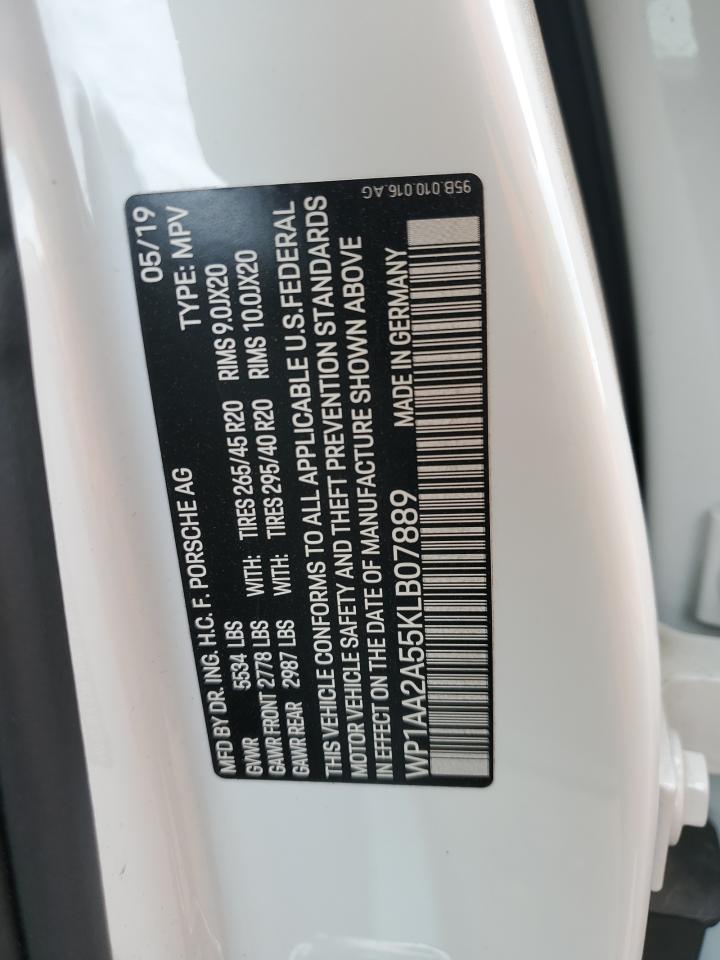 MFD BY DR. ING. H.C. F. PORSCHE AG 05/19
GVWR 5534 LBS TYPE: MPV
GAWR FRONT 2778 LBS WITH: TIRES 265/45 R20 RIMS 9.0JX20
GAWR REAR 2987 LBS WITH: TIRES 295/40 R20 RIMS 10.0JX20
THIS VEHICLE CONFORMS TO ALL APPLICABLE U.S.FEDERAL
MOTOR VEHICLE SAFETY AND THEFT PREVENTION STANDARDS
IN EFFECT ON THE DATE OF MANUFACTURE SHOWN ABOVE
WP1AA2A55KLB07889 MADE IN GERMANY
95B.010.016.AG